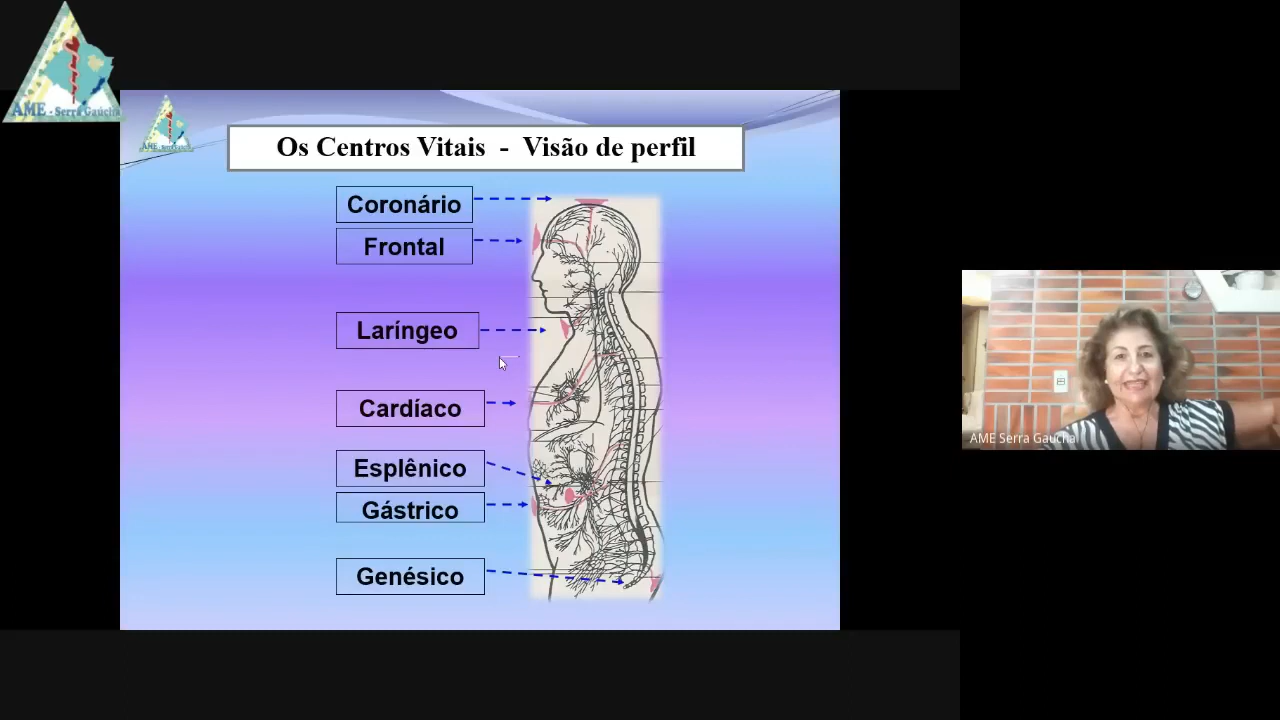 AME - Serra Gaúcha
AME - Serra Gaúcha
Os Centros Vitais - Visão de perfil
Coronário
Frontal
Laríngeo
Cardíaco
Esplênico
Gástrico
Genésico
AME Serra Gaucha